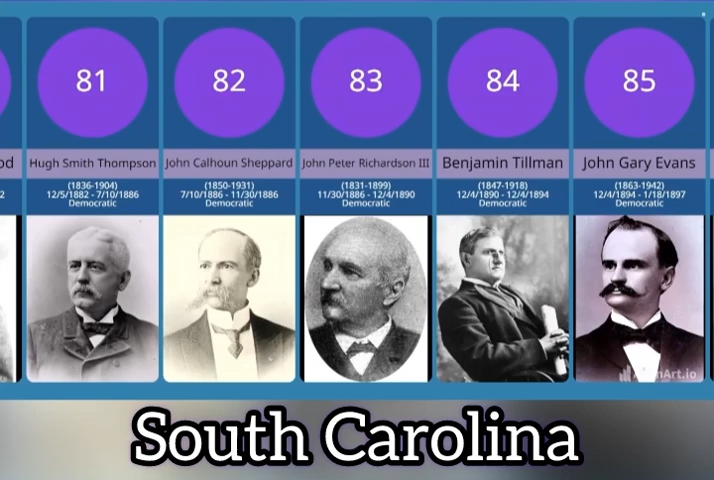 81
82
83
84
85
od
Hugh Smith Thompson
John Calhoun Sheppard
John Peter Richardson III
Benjamin Tillman
John Gary Evans
2
(1836-1904)
12/5/1882 - 7/10/1886
Democratic
(1850-1931)
7/10/1886 - 11/30/1886
Democratic
(1831-1899)
11/30/1886 - 12/4/1890
Democratic
(1847-1918)
12/4/1890 - 12/4/1894
Democratic
(1863-1942)
12/4/1894 - 1/18/1897
Democratic
South Carolina